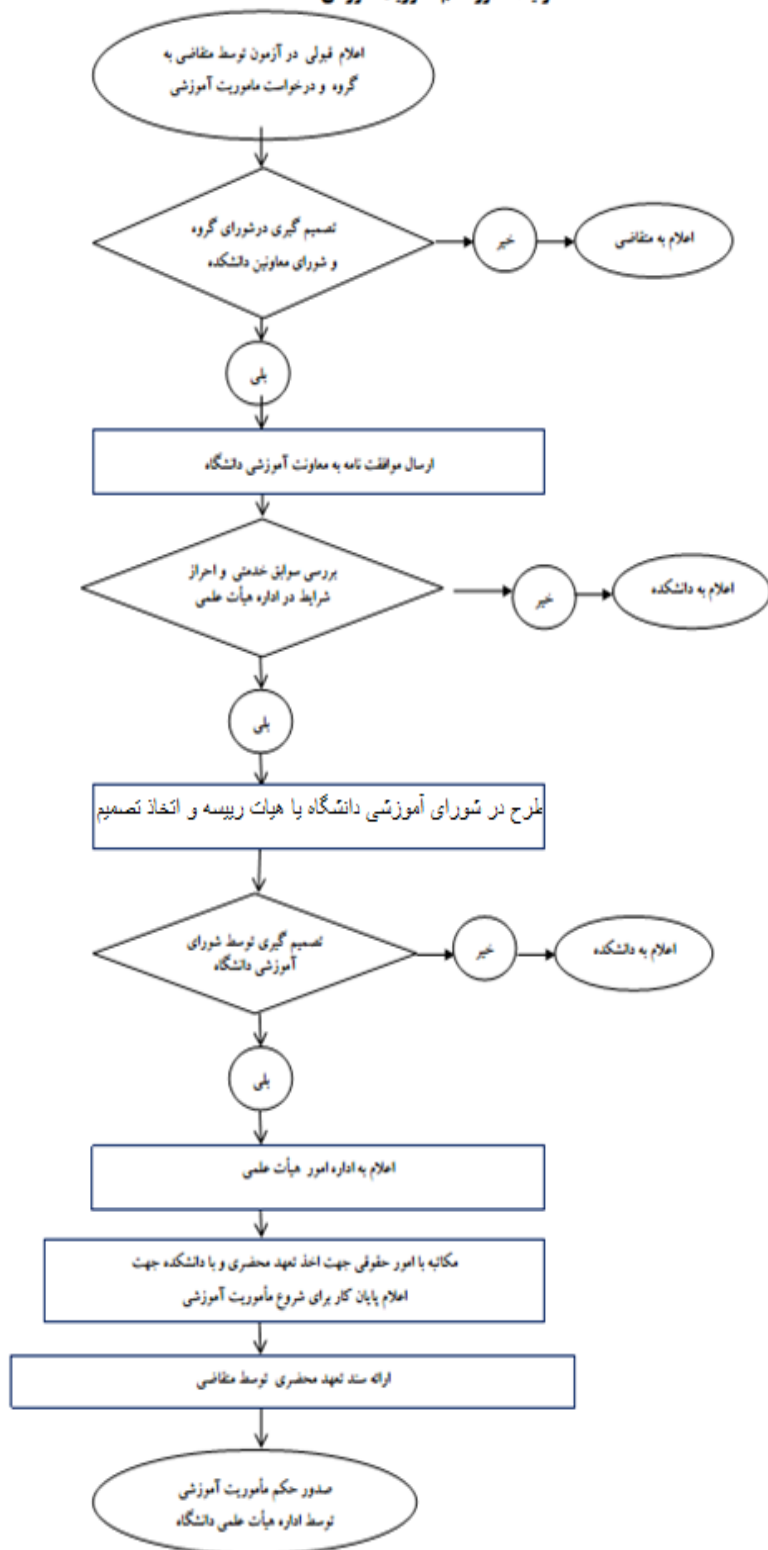 اعلام قبولی در آزمون توسط متقاضی به
گروه و درخواست ماموریت آموزشی
تصمیم گیری درشورای گروه
و شورای معاونین دانشکده
خیر
اعلام به متقاضی
بلی
ارسال موافقت نامه به معاونت آموزشی دانشگاه
بررسی سوابق خدمتی و احراز
شرایط در اداره هیأت علمی
خیر
اعلام به دانشکده
بلی
طرح در شورای آموزشی دانشگاه یا هیات رییسه و اتخاذ تصمیم
تصمیم گیری توسط شورای
آموزشی دانشگاه
خیر
اعلام به دانشکده
بلی
اعلام به اداره امور هیأت علمی
مکاتبه با امور حقوقی جهت اخذ تعهد محضری و با دانشکده جهت
اعلام پایان کار برای شروع مأموریت آموزشی
ارائه سند تعهد محضری توسط متقاضی
صدور حکم مأموریت آموزشی
توسط اداره هیأت علمی دانشگاه